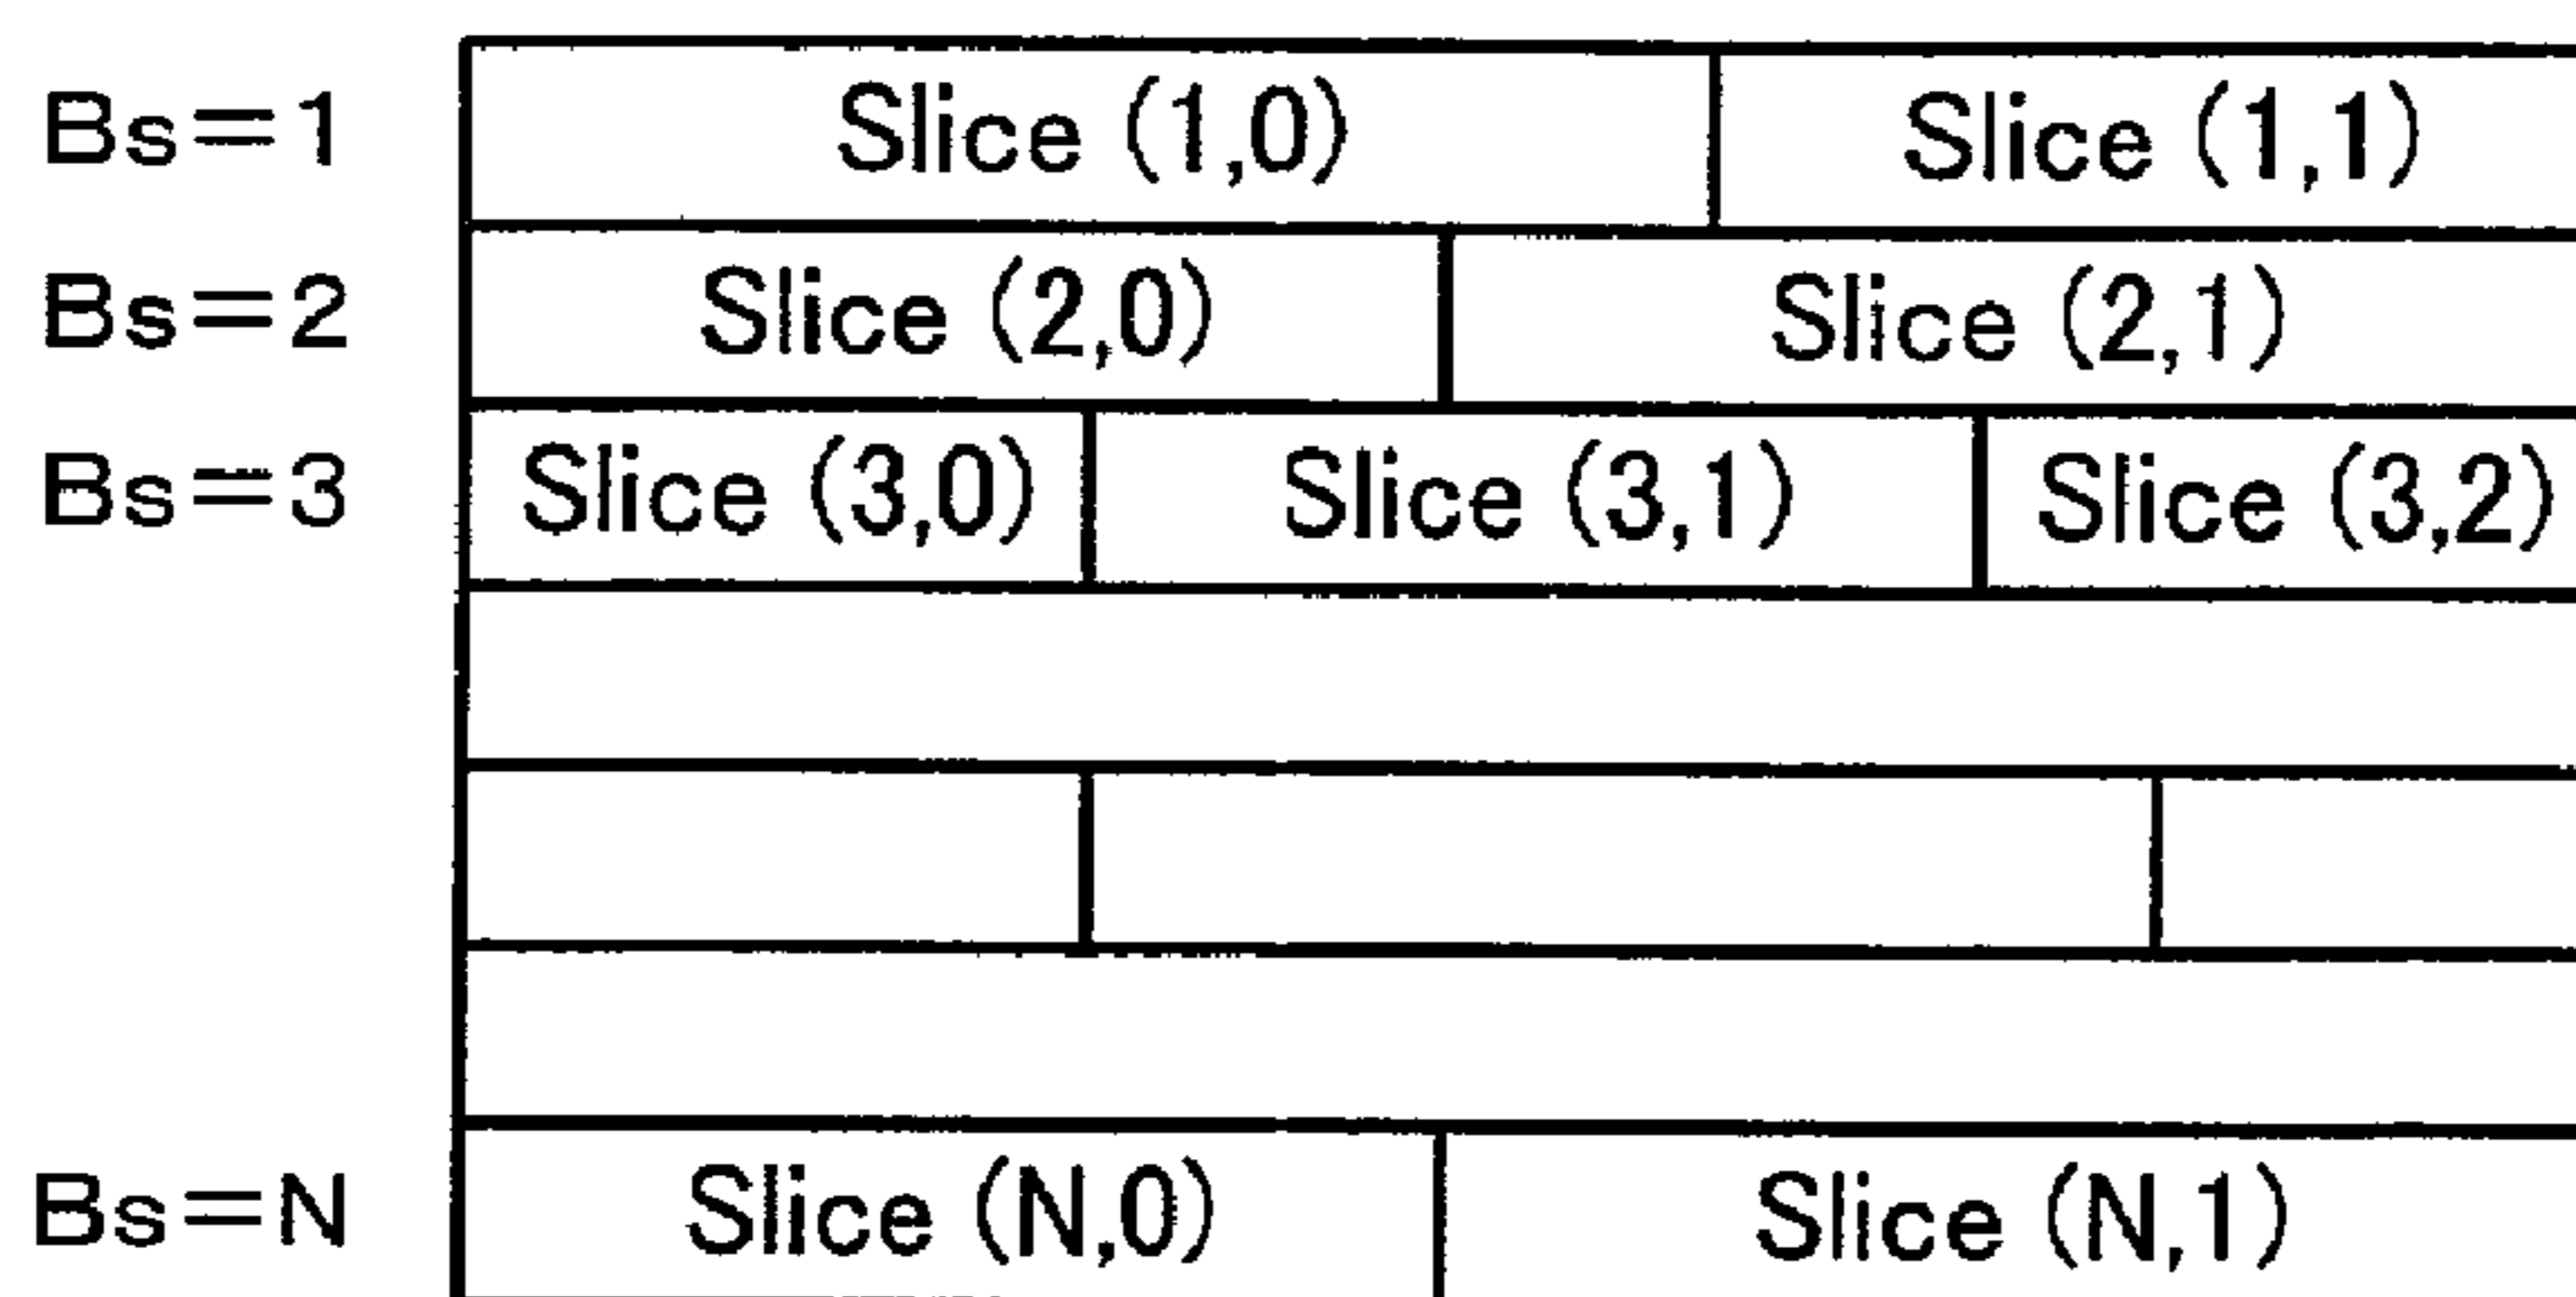 Bs=1 Slice (1,0) Slice (1,1)
Bs=2 Slice (2,0) Slice (2,1)
Bs=3 Slice (3,0) Slice (3,1) Slice (3,2)
Bs=N Slice (N,0) Slice (N,1)